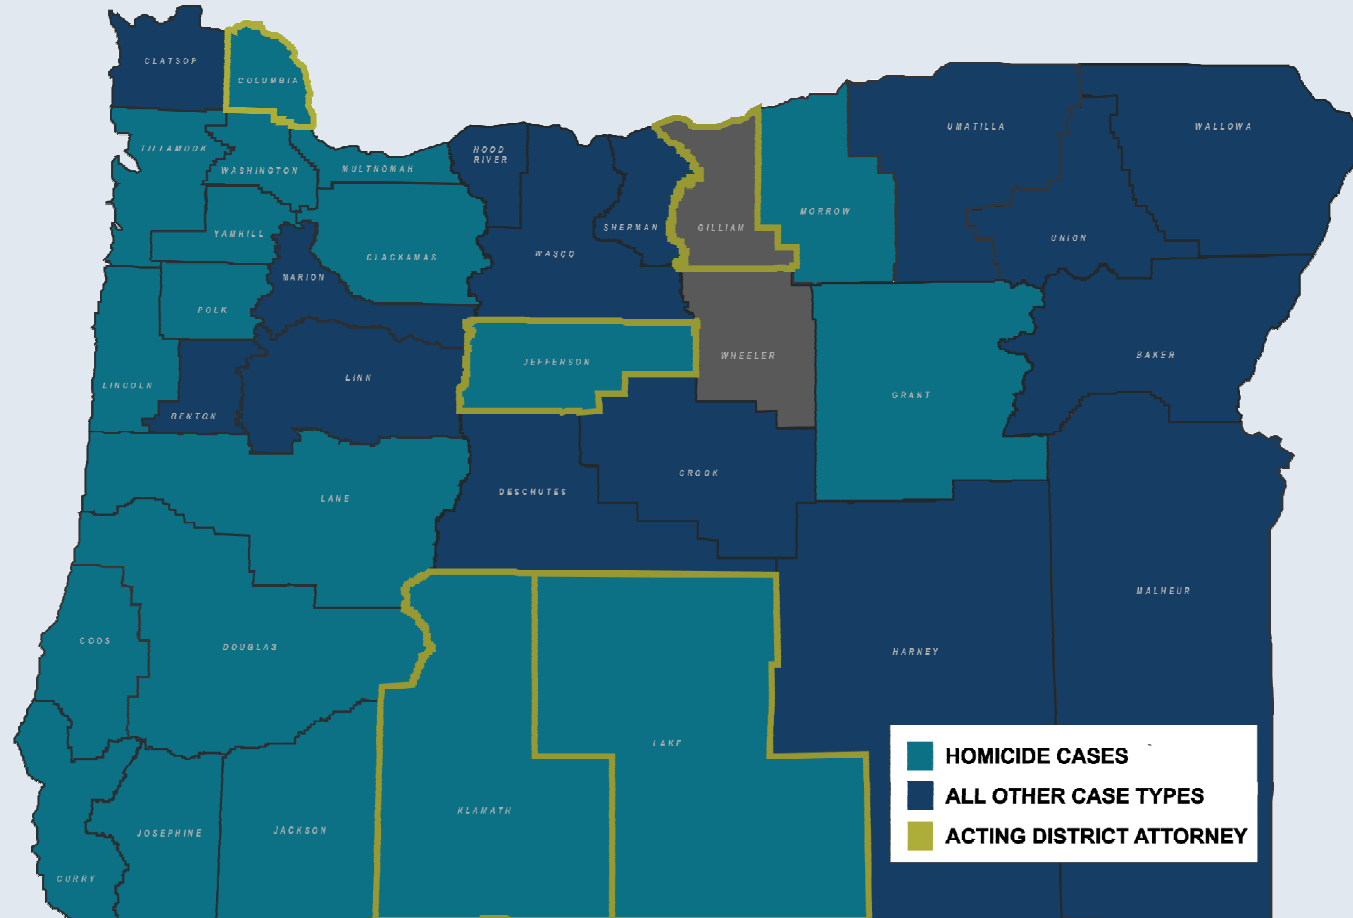 CLATSOP
COLUMBIA
TILLAMOOK
WASHINGTON
MULTNOMAH
HOOD
RIVER
UMATILLA
WALLOWA
YAMHILL
CLACKAMAS
WASCO
SHERMAN
GILLIAM
MORROW
UNION
MARION
POLK
LINCOLN
BENTON
LINN
JEFFERSON
WHEELER
GRANT
BAKER
LANE
DESCHUTES
CROOK
COOS
DOUGLAS
HARNEY
MALHEUR
LAKE
KLAMATH
CURRY
JOSEPHINE
JACKSON
HOMICIDE CASES
ALL OTHER CASE TYPES
ACTING DISTRICT ATTORNEY